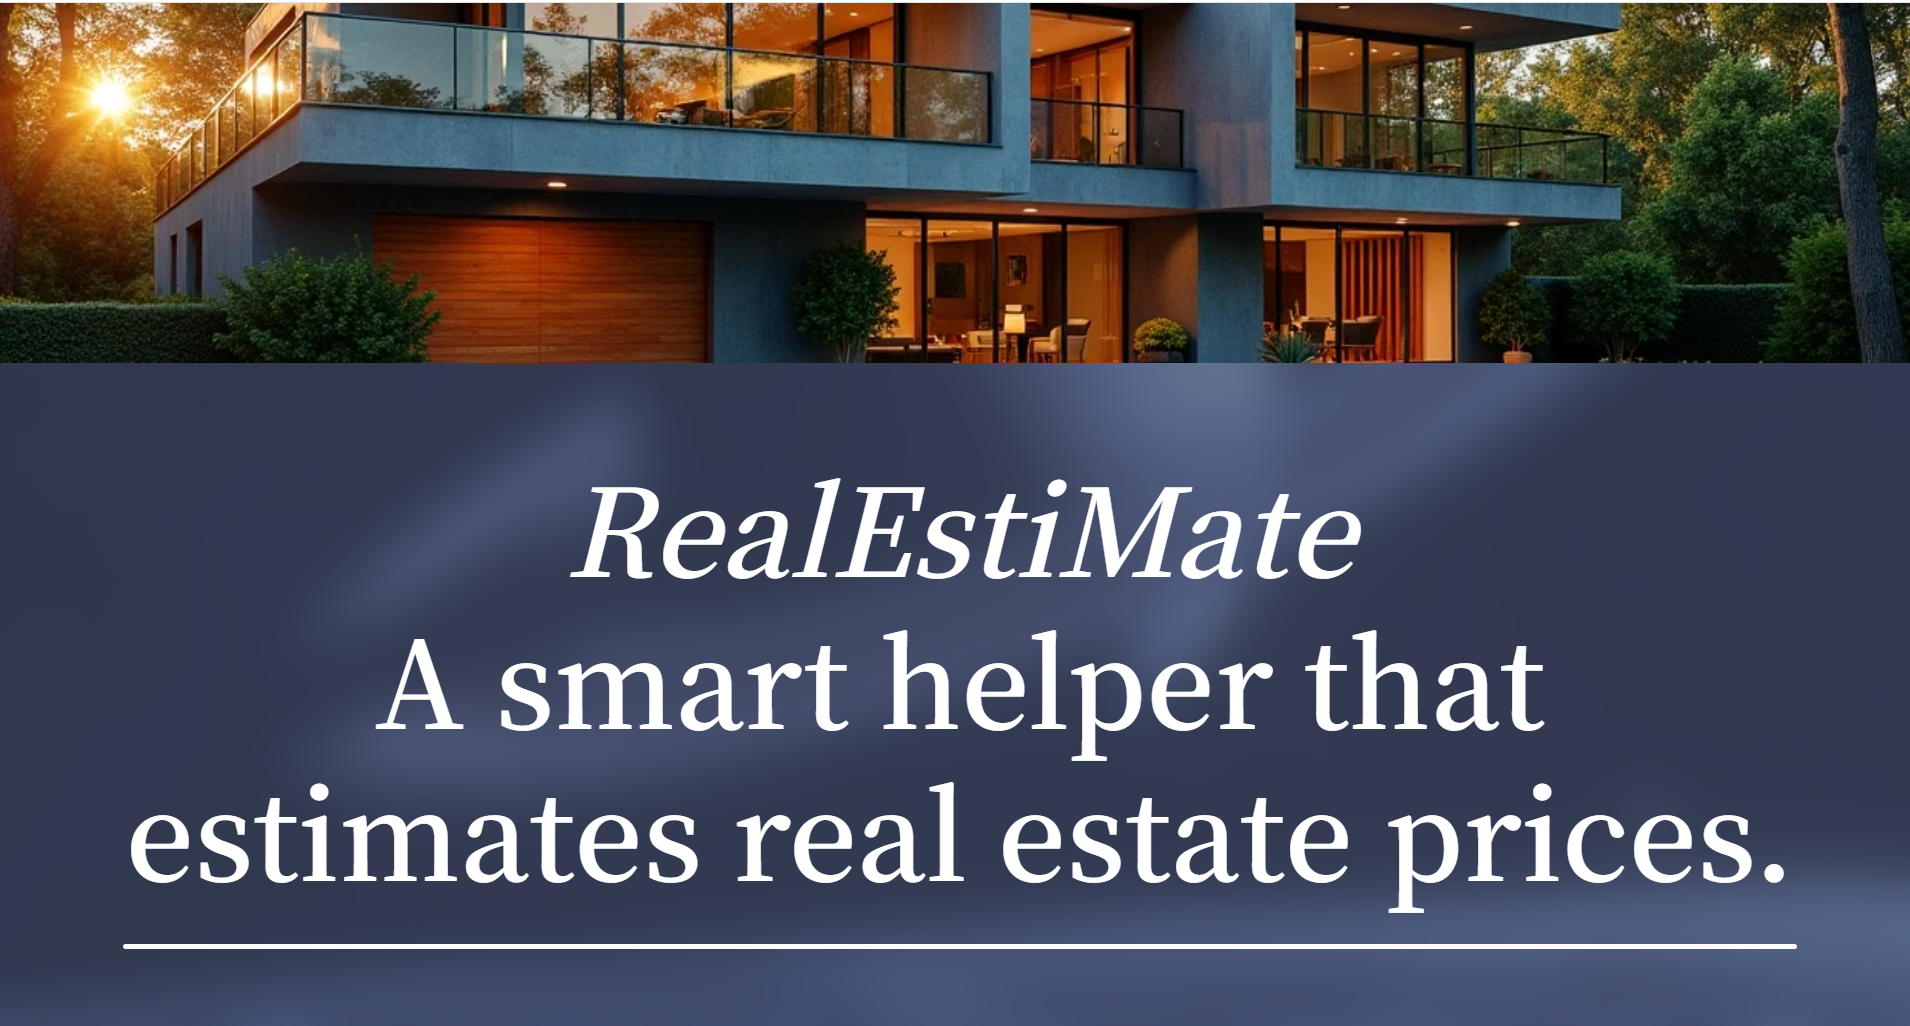 RealEstiMate
A smart helper that
estimates real estate prices.